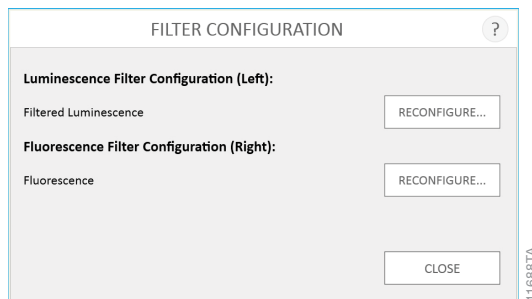 FILTER CONFIGURATION
?
Luminescence Filter Configuration (Left):
Filtered Luminescence
RECONFIGURE...
Fluorescence Filter Configuration (Right):
Fluorescence
RECONFIGURE...
CLOSE